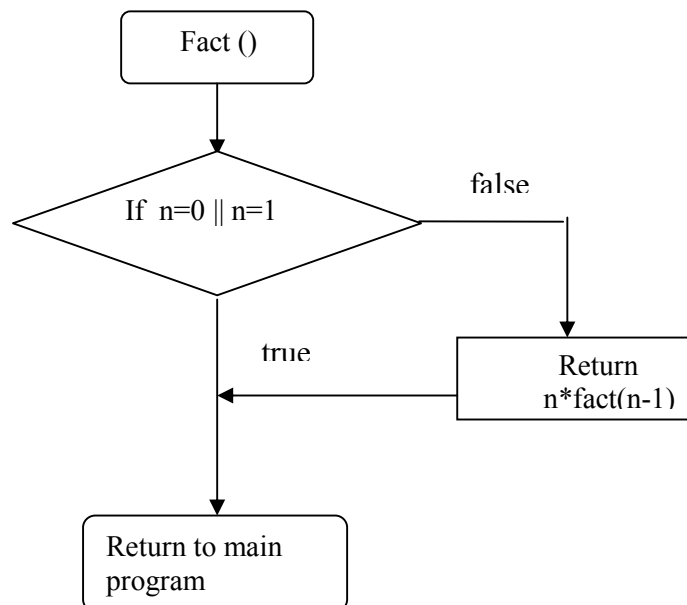 Fact ()
If n=0 || n=1
false
true
Return
n*fact(n-1)
Return to main
program